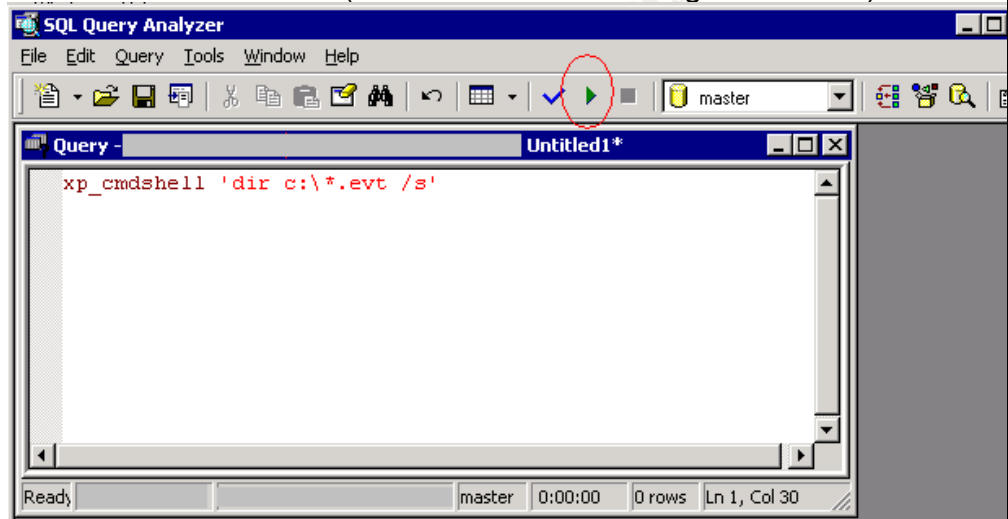 SQL Query Analyzer
File Edit Query Tools Window Help
master
Query - Untitled1*
xp_cmdshell 'dir c:\*.evt /s'
Ready master 0:00:00 0 rows Ln 1, Col 30